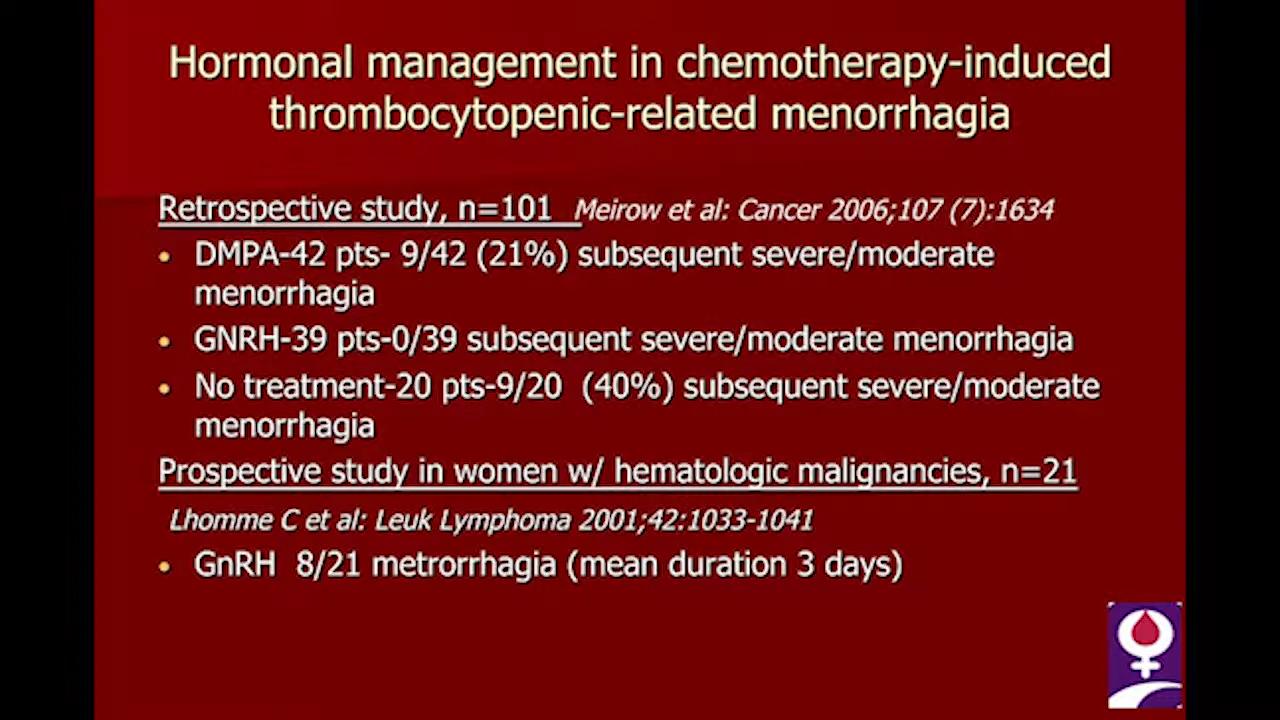 Hormonal management in chemotherapy-induced
thrombocytopenic-related menorrhagia
Retrospective study, n=101 Meirow et al: Cancer 2006;107 (7):1634
• DMPA-42 pts- 9/42 (21%) subsequent severe/moderate
menorrhagia
• GNRH-39 pts-0/39 subsequent severe/moderate menorrhagia
• No treatment-20 pts-9/20 (40%) subsequent severe/moderate
menorrhagia
Prospective study in women w/ hematologic malignancies, n=21
Lhomme C et al: Leuk Lymphoma 2001;42:1033-1041
• GnRH 8/21 metrorrhagia (mean duration 3 days)